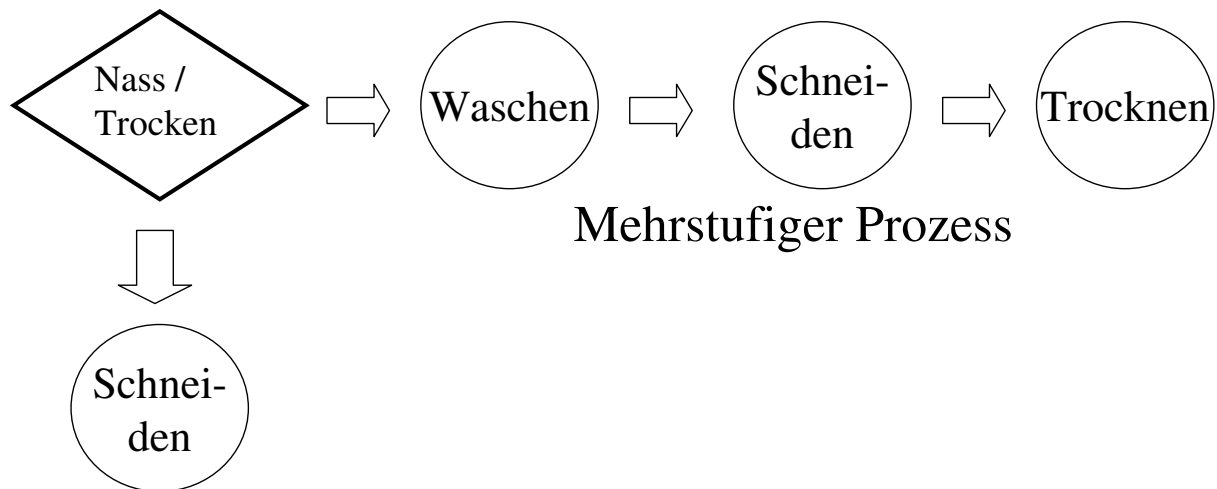 Nass /
Trocken
Waschen
Schnei-
den
Trocknen
Mehrstufiger Prozess
Schnei-
den